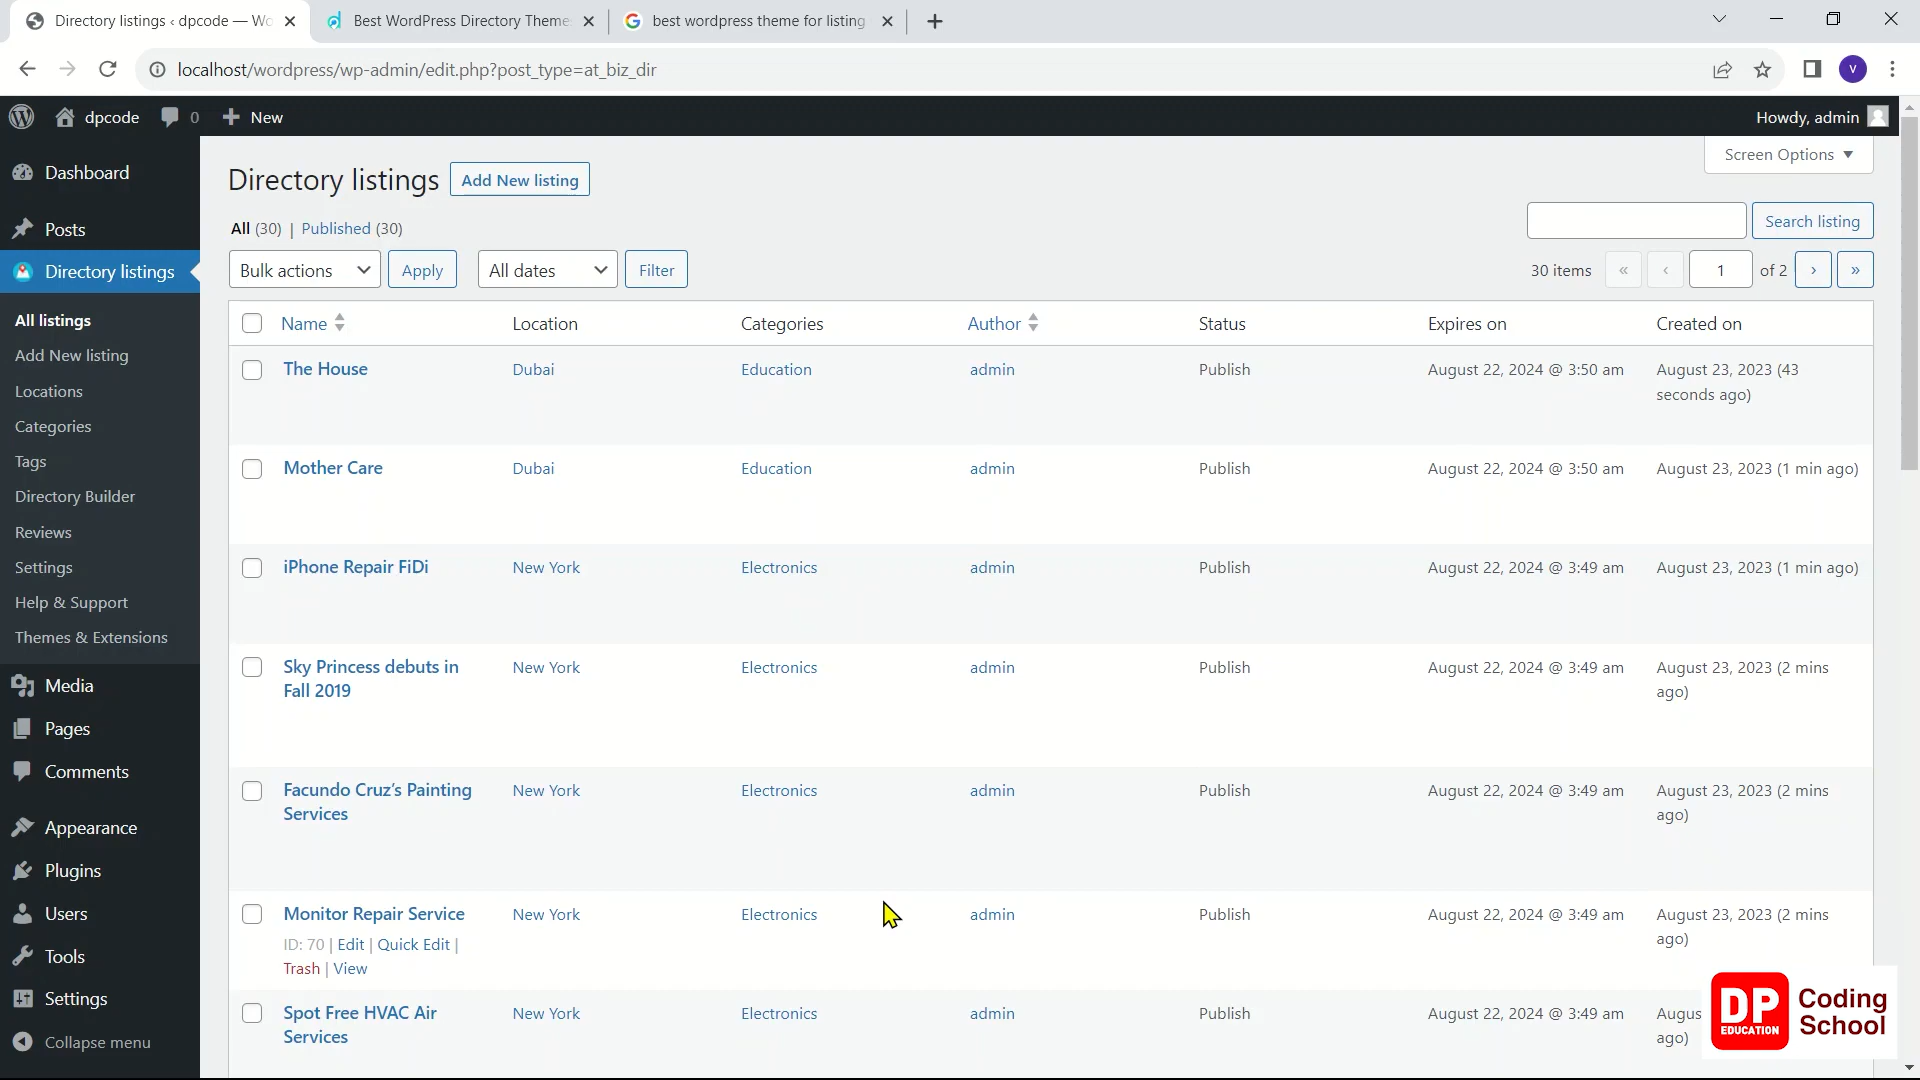 Directory listings ‹ dpcode — Wo
Best WordPress Directory Theme
best wordpress theme for listing
localhost/wordpress/wp-admin/edit.php?post_type=at_biz_dir
V
dpcode
0
New
Howdy, admin
Dashboard
Posts
Directory listings
All listings
Add New listing
Locations
Categories
Tags
Directory Builder
Reviews
Settings
Help & Support
Themes & Extensions
Media
Pages
Comments
Appearance
Plugins
Users
Tools
Settings
Collapse menu
Screen Options
Directory listings
Add New listing
All (30) | Published (30)
Search listing
Bulk actions
Apply
All dates
Filter
30 items « ‹ 1 of 2 › »
Name Location Categories Author Status Expires on Created on
The House Dubai Education admin Publish August 22, 2024 @ 3:50 am August 23, 2023 (43
seconds ago)
Mother Care Dubai Education admin Publish August 22, 2024 @ 3:50 am August 23, 2023 (1 min ago)
iPhone Repair FiDi New York Electronics admin Publish August 22, 2024 @ 3:49 am August 23, 2023 (1 min ago)
Sky Princess debuts in New York Electronics admin Publish August 22, 2024 @ 3:49 am August 23, 2023 (2 mins
Fall 2019 ago)
Facundo Cruz’s Painting New York Electronics admin Publish August 22, 2024 @ 3:49 am August 23, 2023 (2 mins
Services ago)
Monitor Repair Service New York Electronics admin Publish August 22, 2024 @ 3:49 am August 23, 2023 (2 mins
ID: 70 | Edit | Quick Edit | ago)
Trash | View
Spot Free HVAC Air New York Electronics admin Publish August 22, 2024 @ 3:49 am Augus
Services ago)
DP
EDUCATION
Coding
School